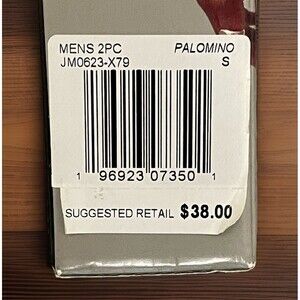 MENS 2PC PALOMINO
JM0623-X79 S
1 96923 07350 1
SUGGESTED RETAIL $38.00